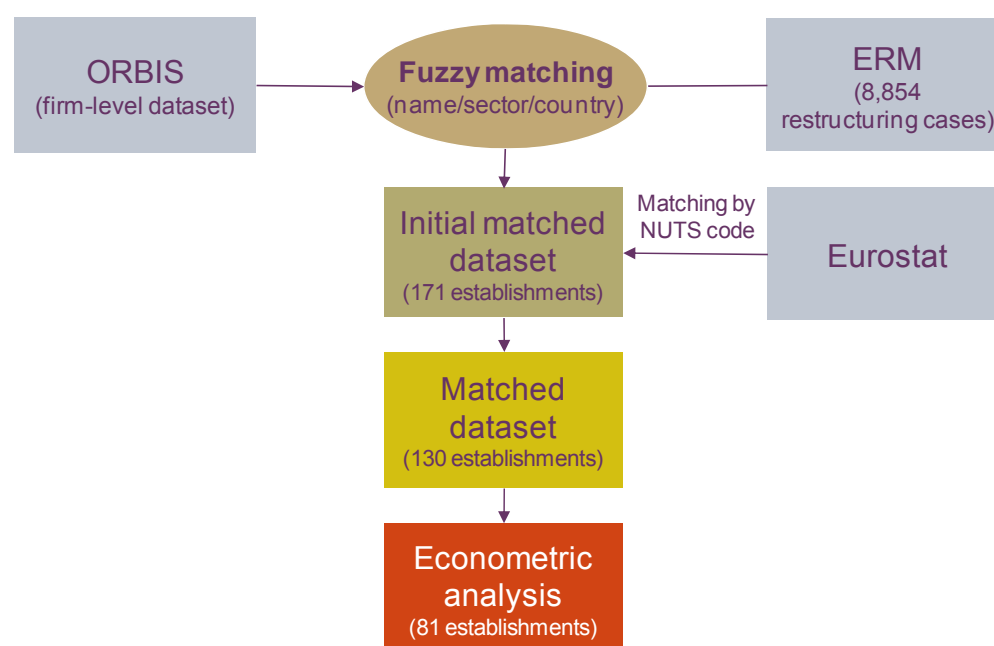 ORBIS
(firm-level dataset)
Fuzzy matching
(name/sector/country)
ERM
(8,854
restructuring cases)
Initial matched
dataset
(171 establishments)
Matching by
NUTS code
Eurostat
Matched
dataset
(130 establishments)
Econometric
analysis
(81 establishments)